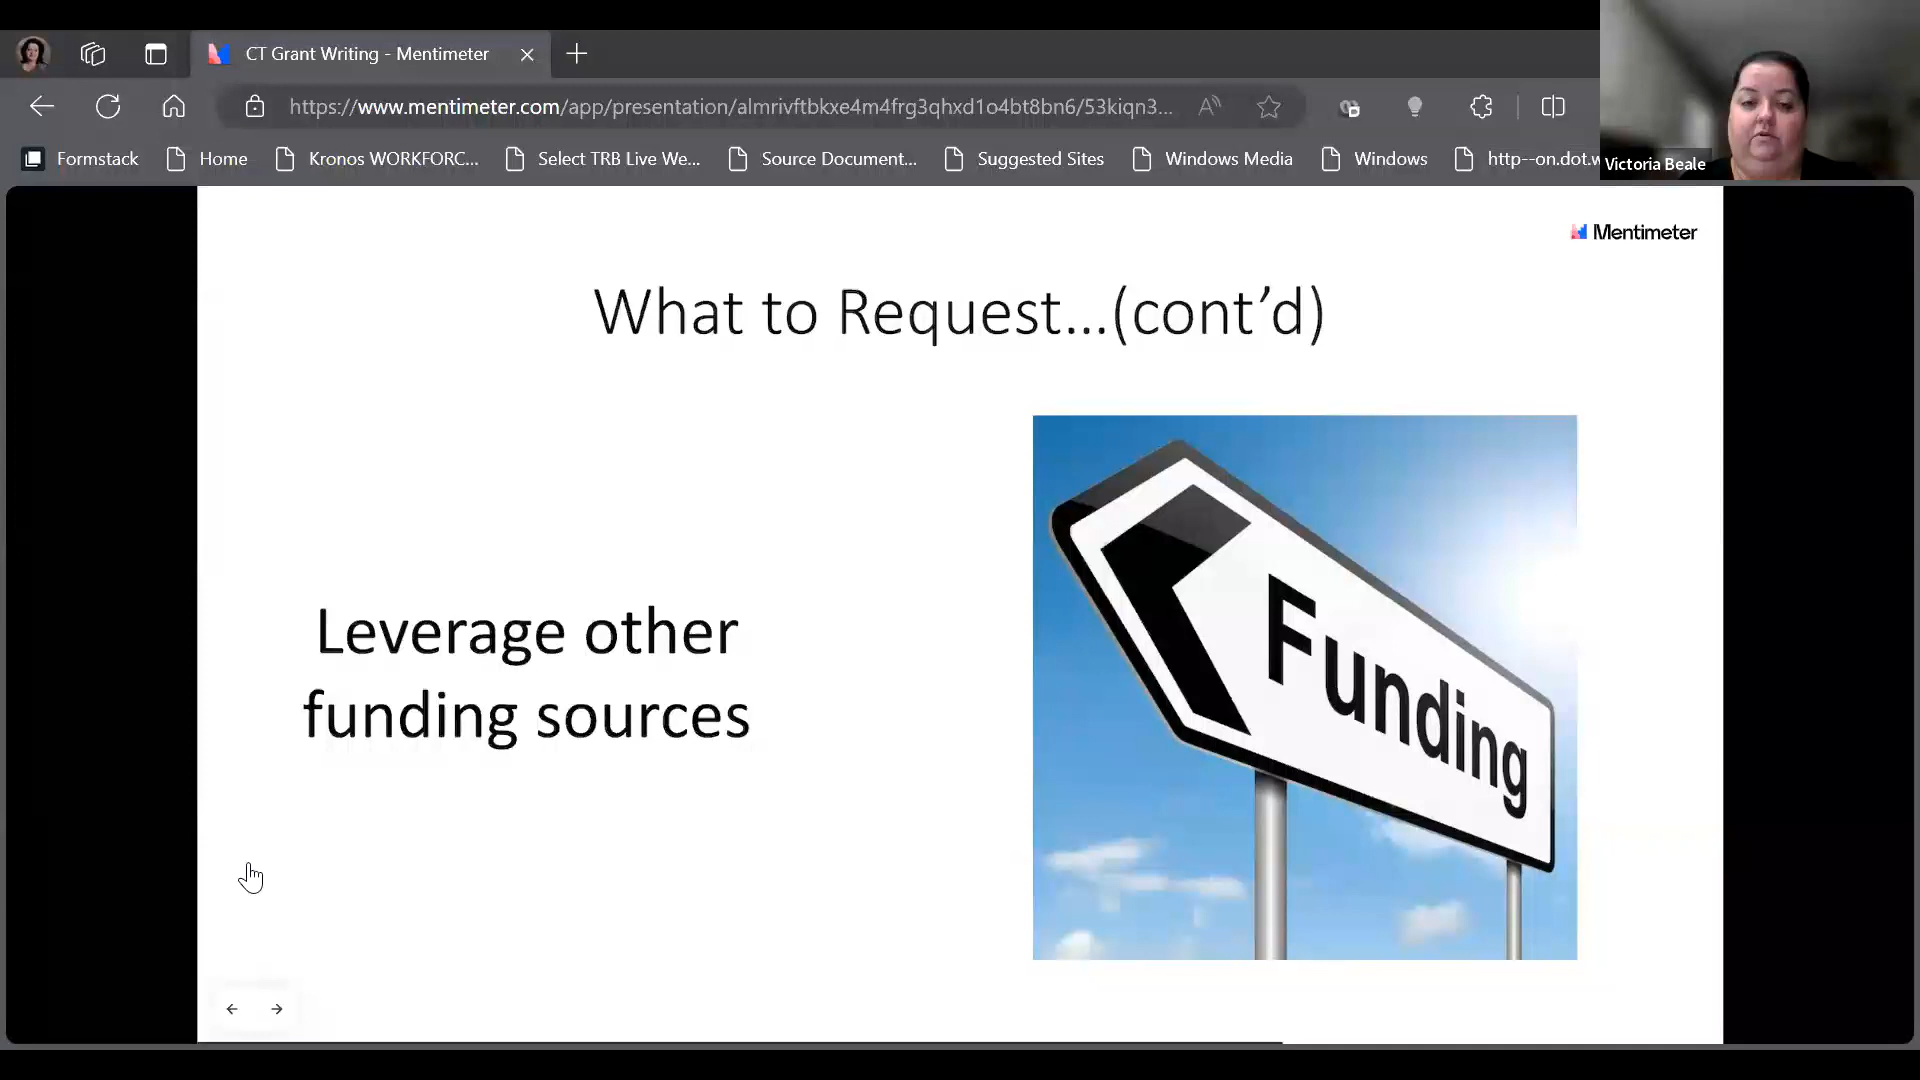 CT Grant Writing - Mentimeter
https://www.mentimeter.com/app/presentation/almrivftbkxe4m4frg3qhxd1o4bt8bn6/53kiqn3...
Formstack
Home
Kronos WORKFORC...
Select TRB Live We...
Source Document...
Suggested Sites
Windows Media
Windows
http--on.dot.w
Victoria Beale
Mentimeter
What to Request...(cont’d)
Leverage other
funding sources
Funding